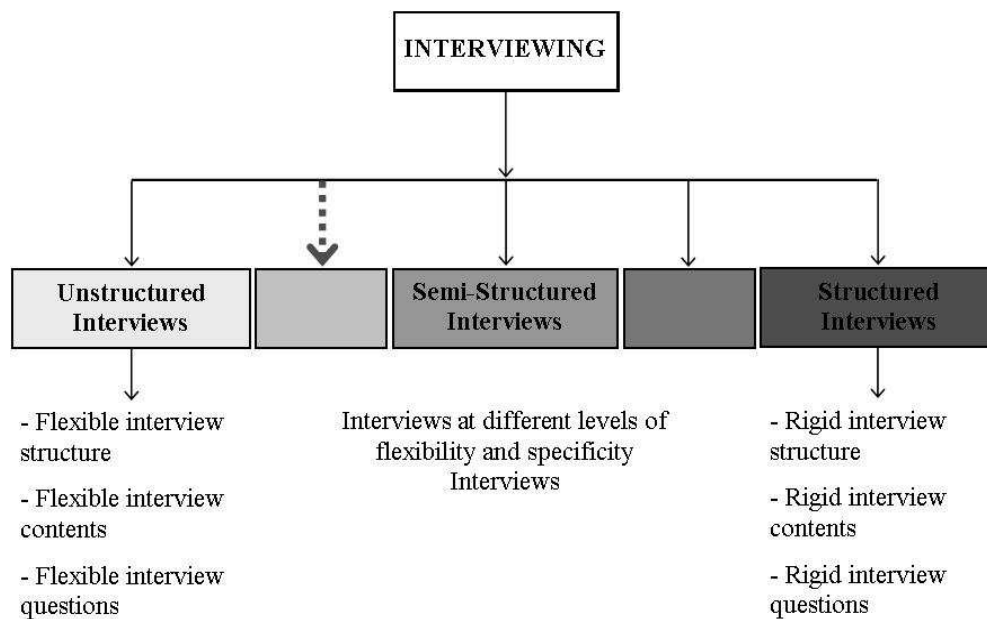 INTERVIEWING
Unstructured
Interviews
Semi-Structured
Interviews
Structured
Interviews
- Flexible interview
structure
- Flexible interview
contents
- Flexible interview
questions
Interviews at different levels of
flexibility and specificity
Interviews
- Rigid interview
structure
- Rigid interview
contents
- Rigid interview
questions